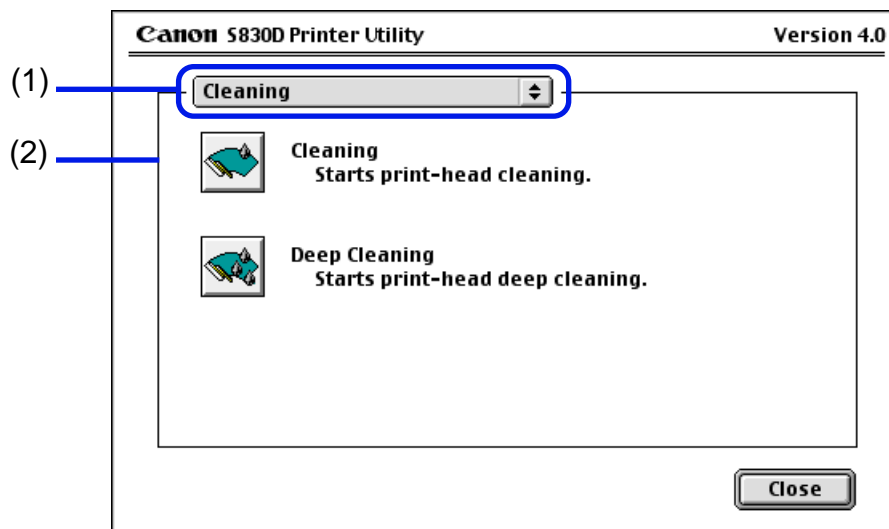 Canon S830D Printer Utility Version 4.0
(1) Cleaning
(2)
Cleaning
Starts print-head cleaning.
Deep Cleaning
Starts print-head deep cleaning.
Close